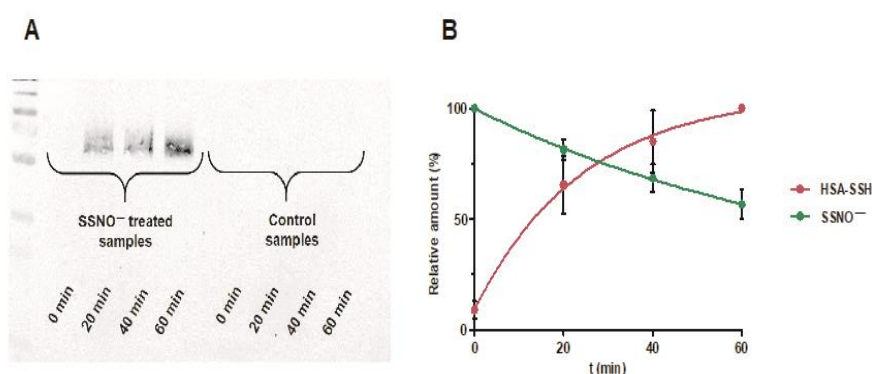 A
SSNO— treated
samples
Control
samples
0 min
20 min
40 min
60 min
0 min
20 min
40 min
60 min
B
Relative amount (%)
100
50
0
0
20
40
60
t (min)
HSA-SSH
SSNO—